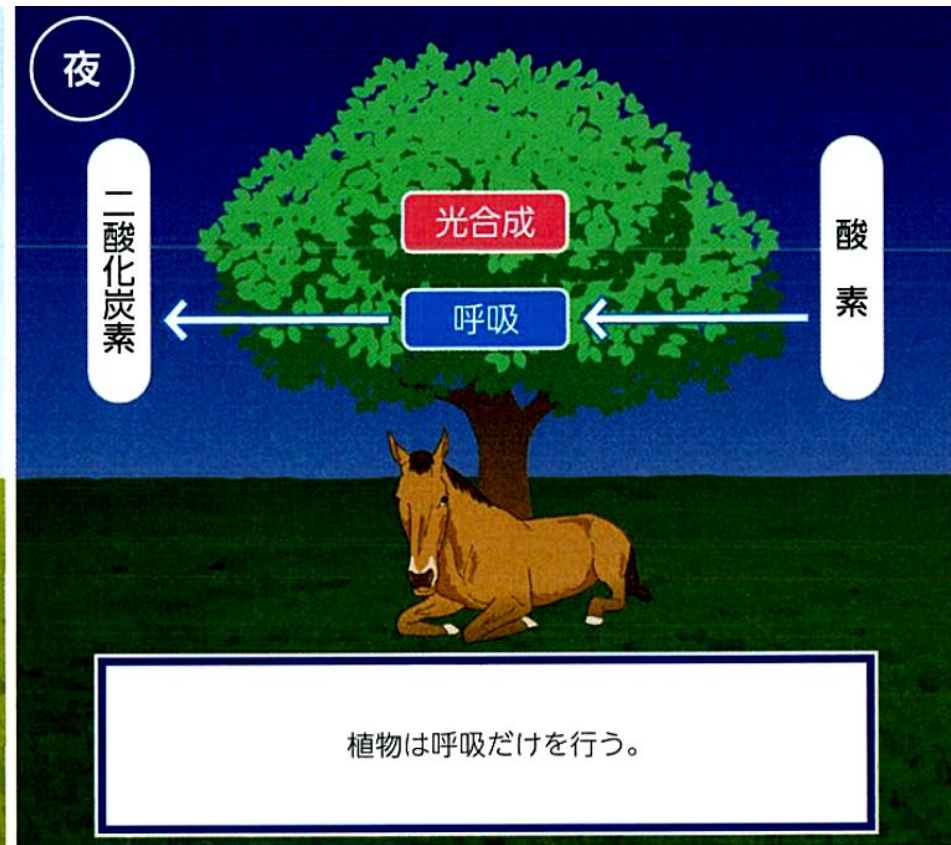 夜
二酸化炭素
光合成
呼吸
酸素
植物は呼吸だけを行う。